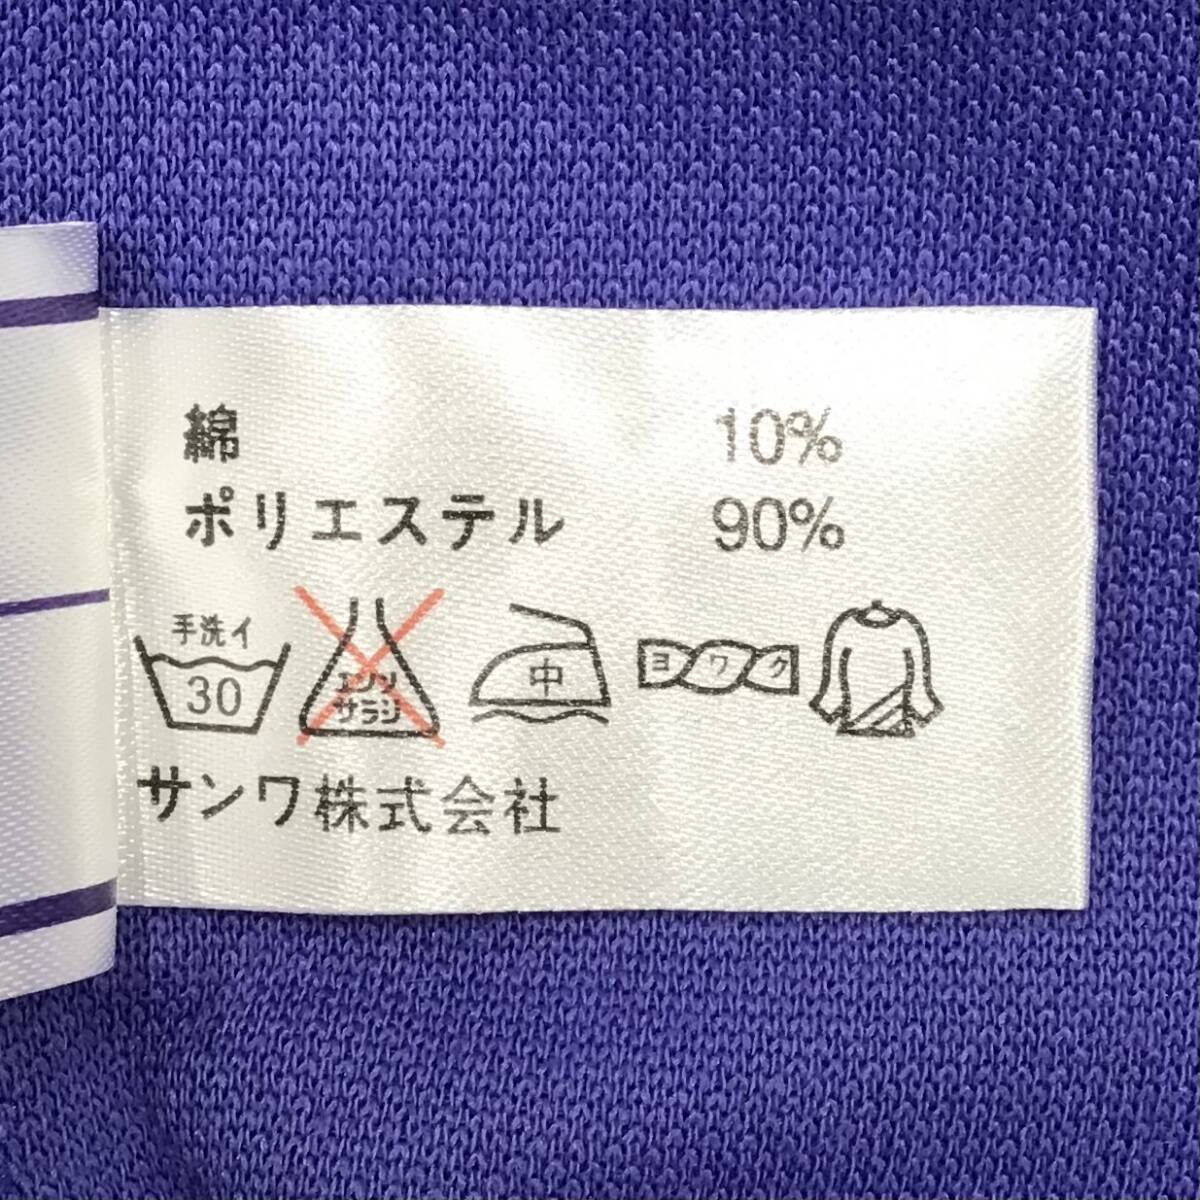 綿 10%
ポリエステル 90%
手洗イ
30
エンソ
サラシ
中
ヨワク
サンワ株式会社